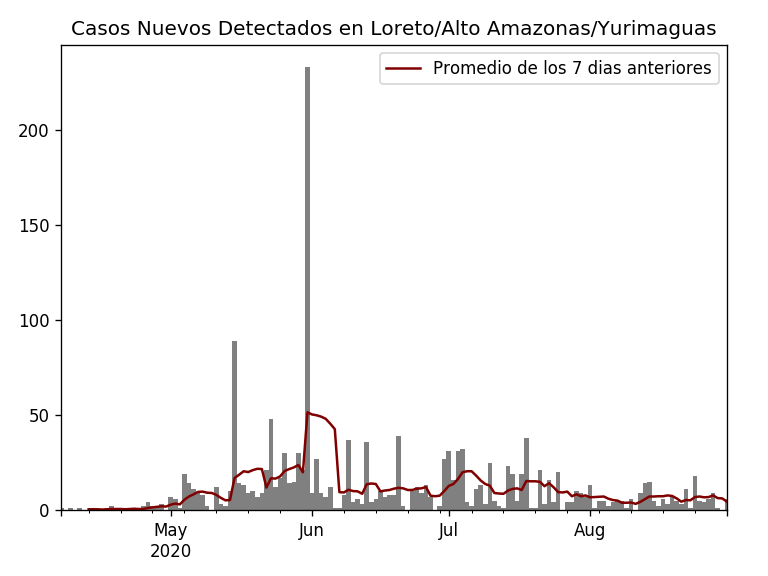 Casos Nuevos Detectados en Loreto/Alto Amazonas/Yurimaguas
Promedio de los 7 dias anteriores
200
150
100
50
0
May
2020
Jun
Jul
Aug